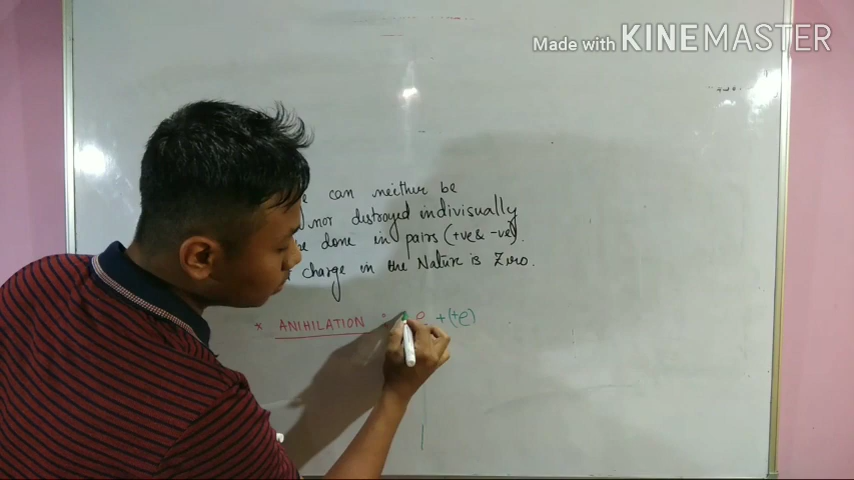 Made with KINEMASTER
e can neither be
nor destroyed indivisually
be done in pairs (+ve & -ve).
charge in the Nature is Zero.
* ANIHILATION : e + (+e)